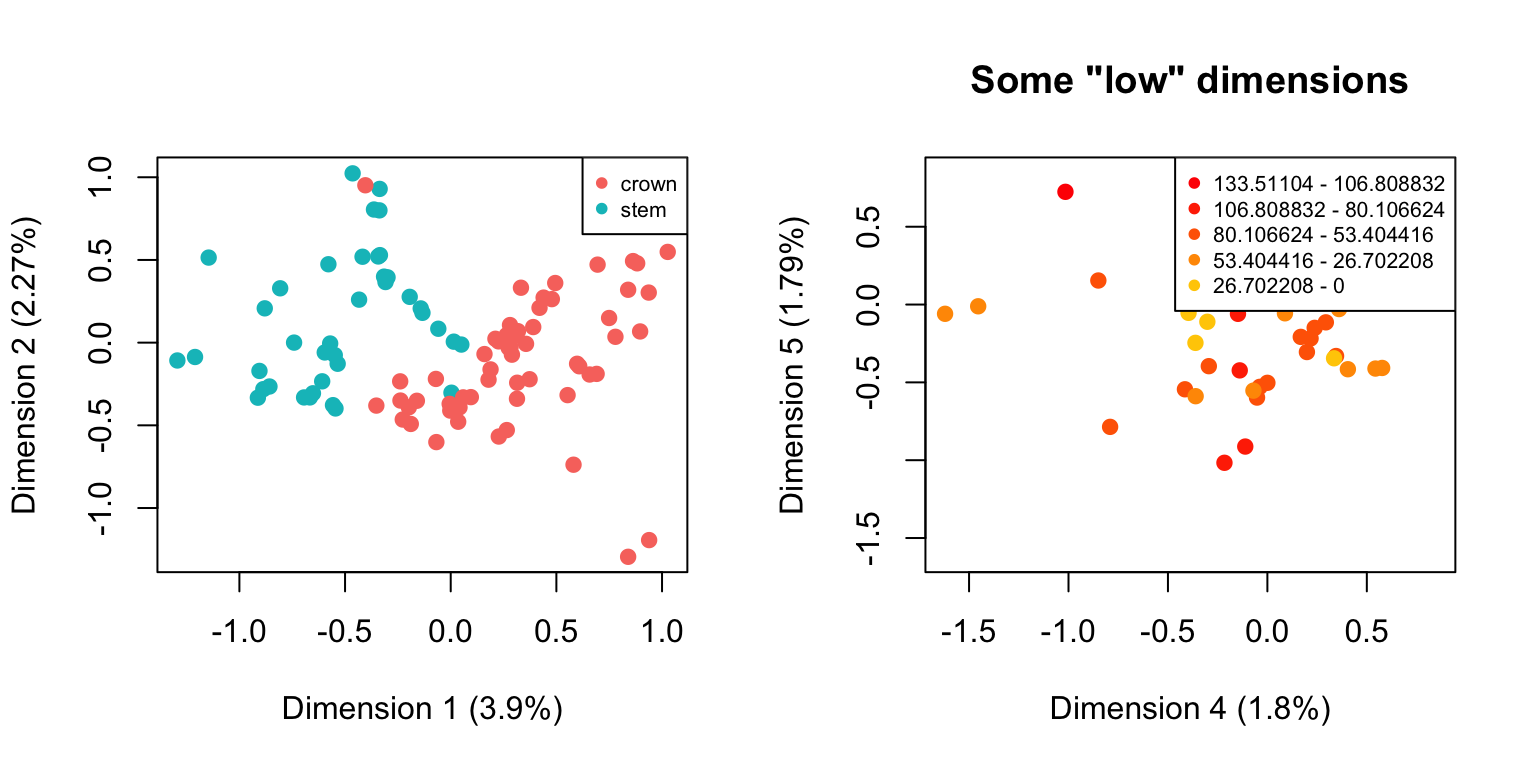 Some "low" dimensions
Dimension 2 (2.27%)
1.0
0.5
0.0
-0.5
-1.0
crown
stem
-1.0 -0.5 0.0 0.5 1.0
Dimension 1 (3.9%)
Dimension 5 (1.79%)
0.5
0.0
-0.5
-1.5
133.51104 - 106.808832
106.808832 - 80.106624
80.106624 - 53.404416
53.404416 - 26.702208
26.702208 - 0
-1.5 -1.0 -0.5 0.0 0.5
Dimension 4 (1.8%)